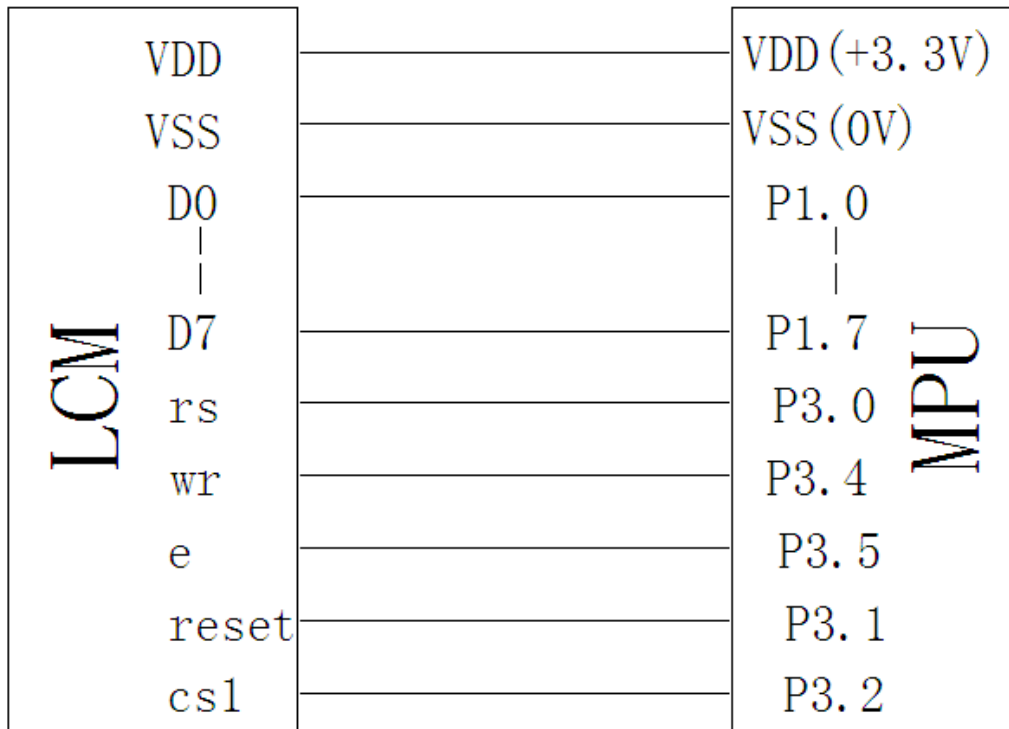 VDD VDD(+3.3V)
VSS VSS(0V)
D0 P1.0
D7 P1.7
rs P3.0
wr P3.4
e P3.5
reset P3.1
cs1 P3.2
LCM
MPU